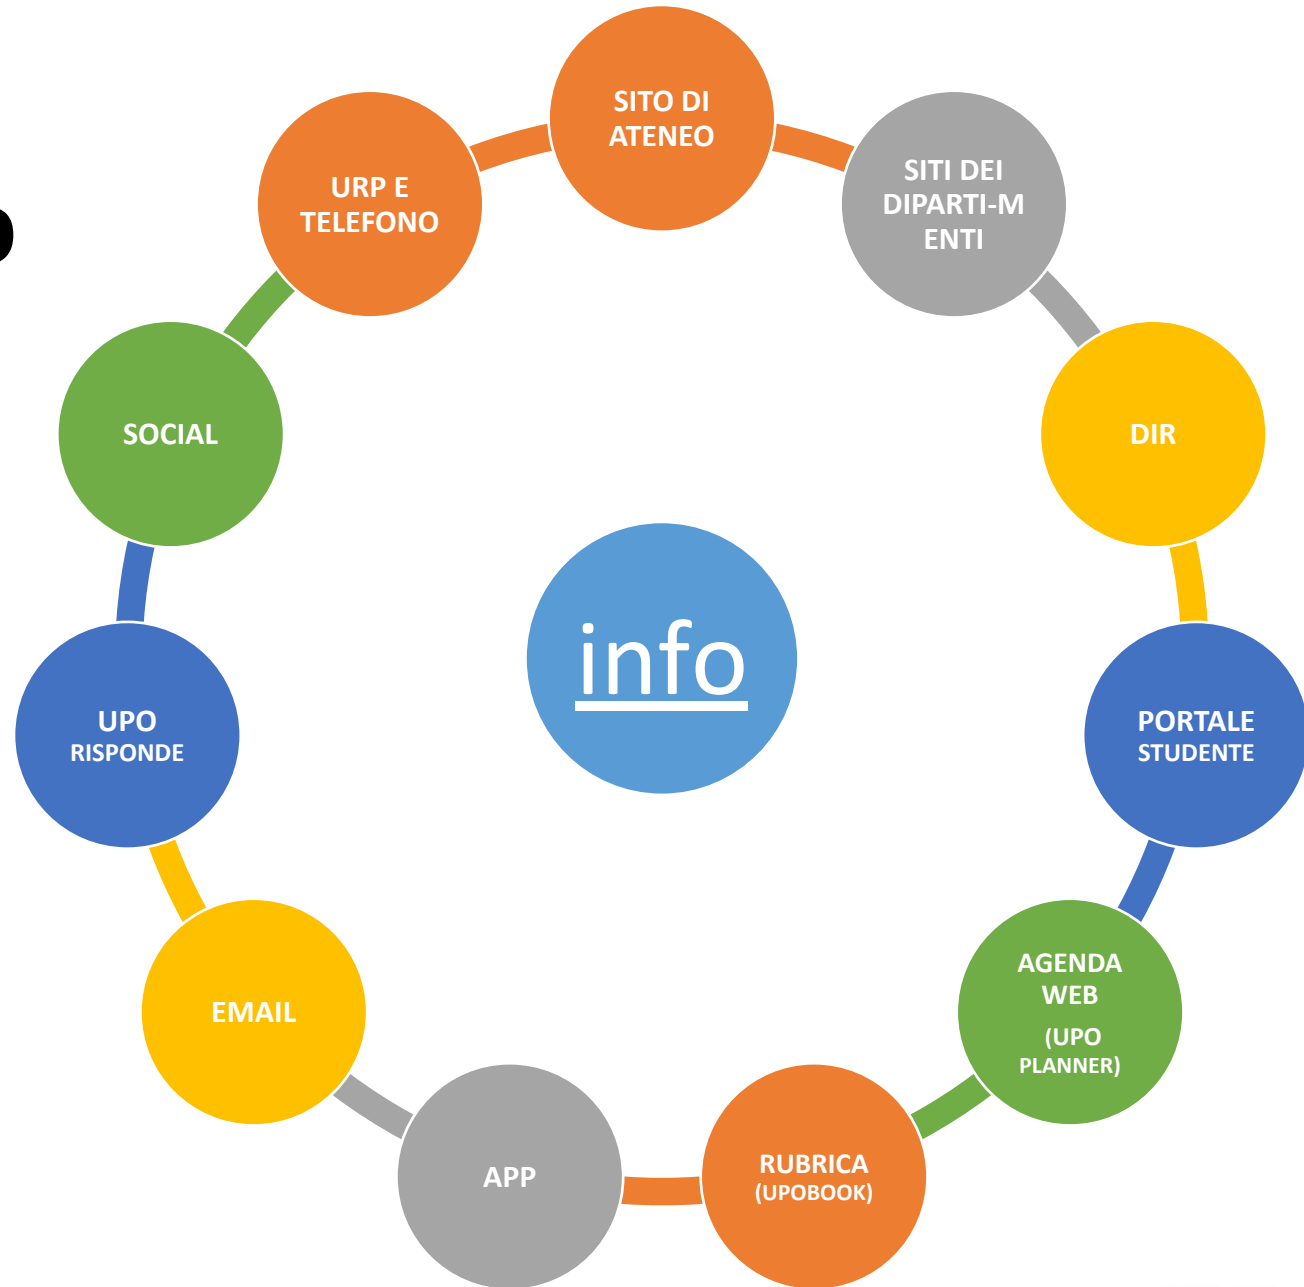 SITO DI
ATENEO
SITI DEI
DIPARTI-M
ENTI
DIR
PORTALE
STUDENTE
AGENDA
WEB
(UPO
PLANNER)
RUBRICA
(UPOBOOK)
APP
EMAIL
UPO
RISPONDE
SOCIAL
URP E
TELEFONO
info